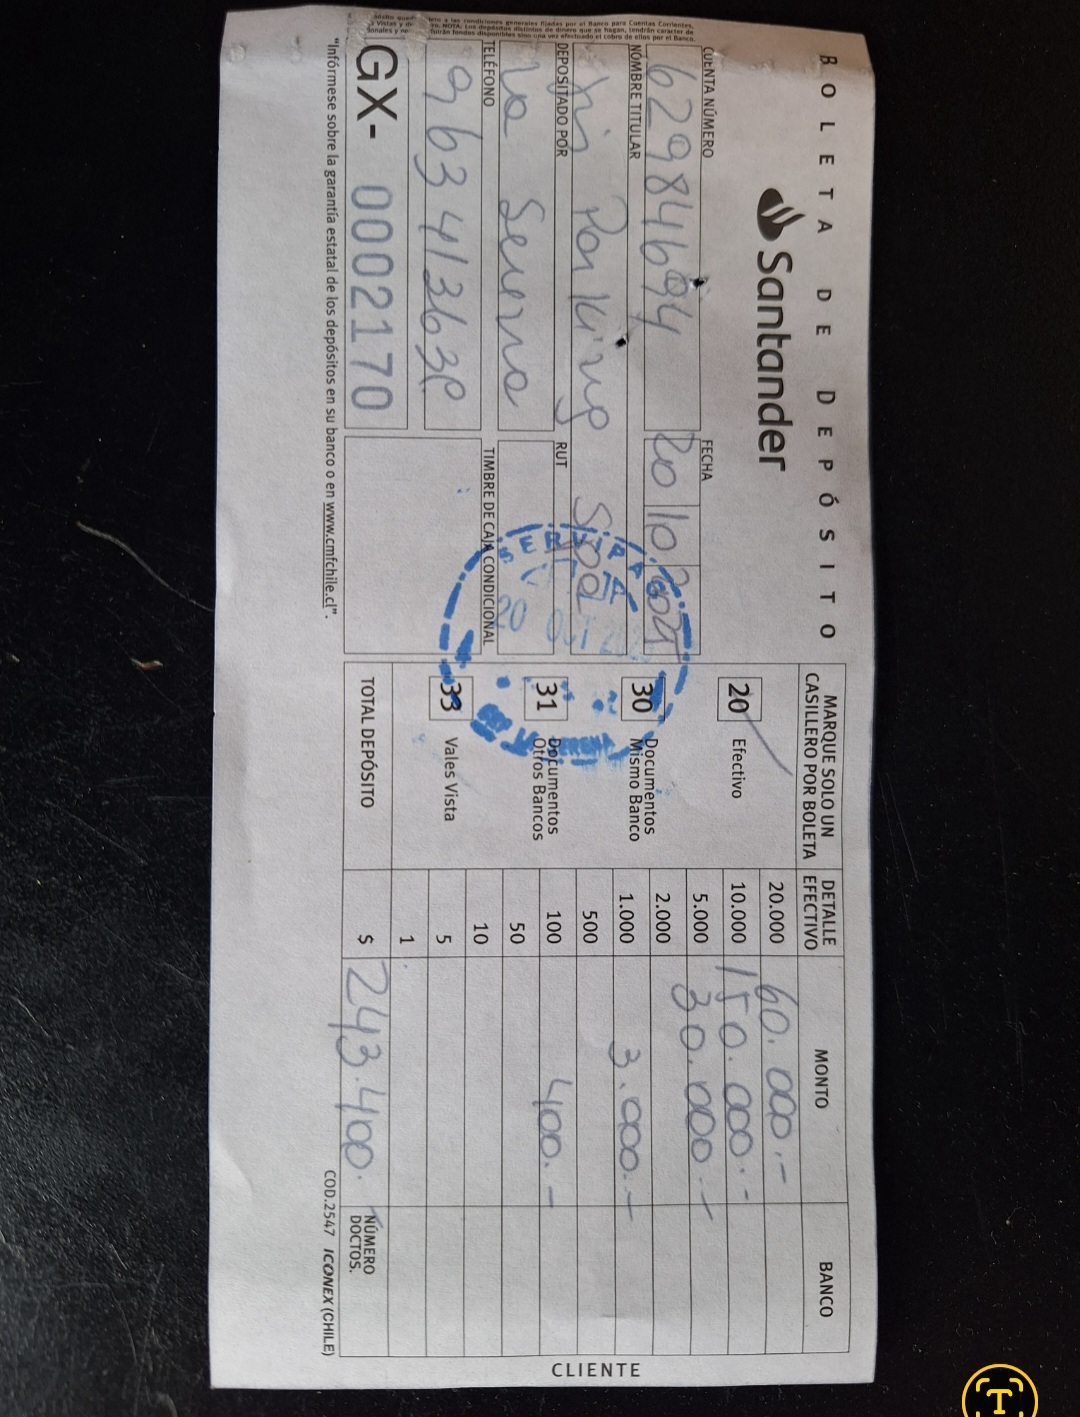 BOLETA DE DEPÓSITO
Santander
CUENTA NÚMERO
62984694
FECHA
20 10
NOMBRE TITULAR
Parking Spa
DEPOSITADO POR
La Serena
RUT
TELÉFONO
963413638
TIMBRE DE CAJA CONDICIONAL
GX- 0002170
"Infórmese sobre la garantía estatal de los depósitos en su banco o en www.cmfchile.cl".
SERVIPAG
20 OCT
MARQUE SOLO UN
CASILLERO POR BOLETA
20 Efectivo
30 Documentos
Mismo Banco
31 Documentos
Otros Bancos
33 Vales Vista
TOTAL DEPÓSITO
DETALLE
EFECTIVO
MONTO
BANCO
20.000 60.000.-
10.000 150.000.-
5.000 30.000.-
2.000
1.000 3.000.-
500
100 400.-
50
10
5
1
$ 243.400.
NÚMERO
DOCTOS.
COD.2547 ICONEX (CHILE)
CLIENTE